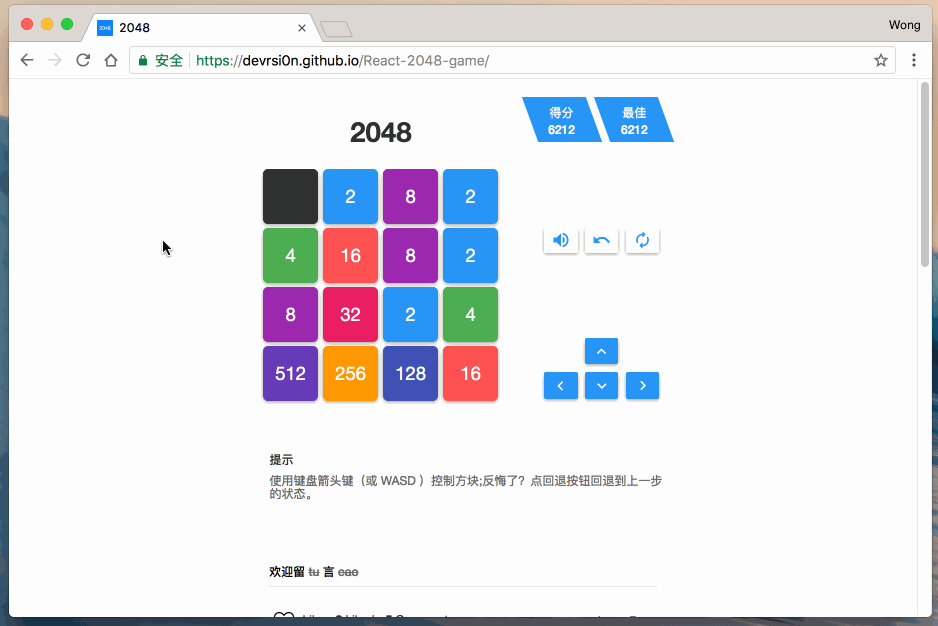 2048
Wong
安全 https://devrsi0n.github.io/React-2048-game/
得分 最佳
6212 6212
2048
2 8 2
4 16 8 2
8 32 2 4
512 256 128 16
提示
使用键盘箭头键（或 WASD ）控制方块;反悔了？点回退按钮回退到上一步
的状态。
欢迎留 tu 言 cao